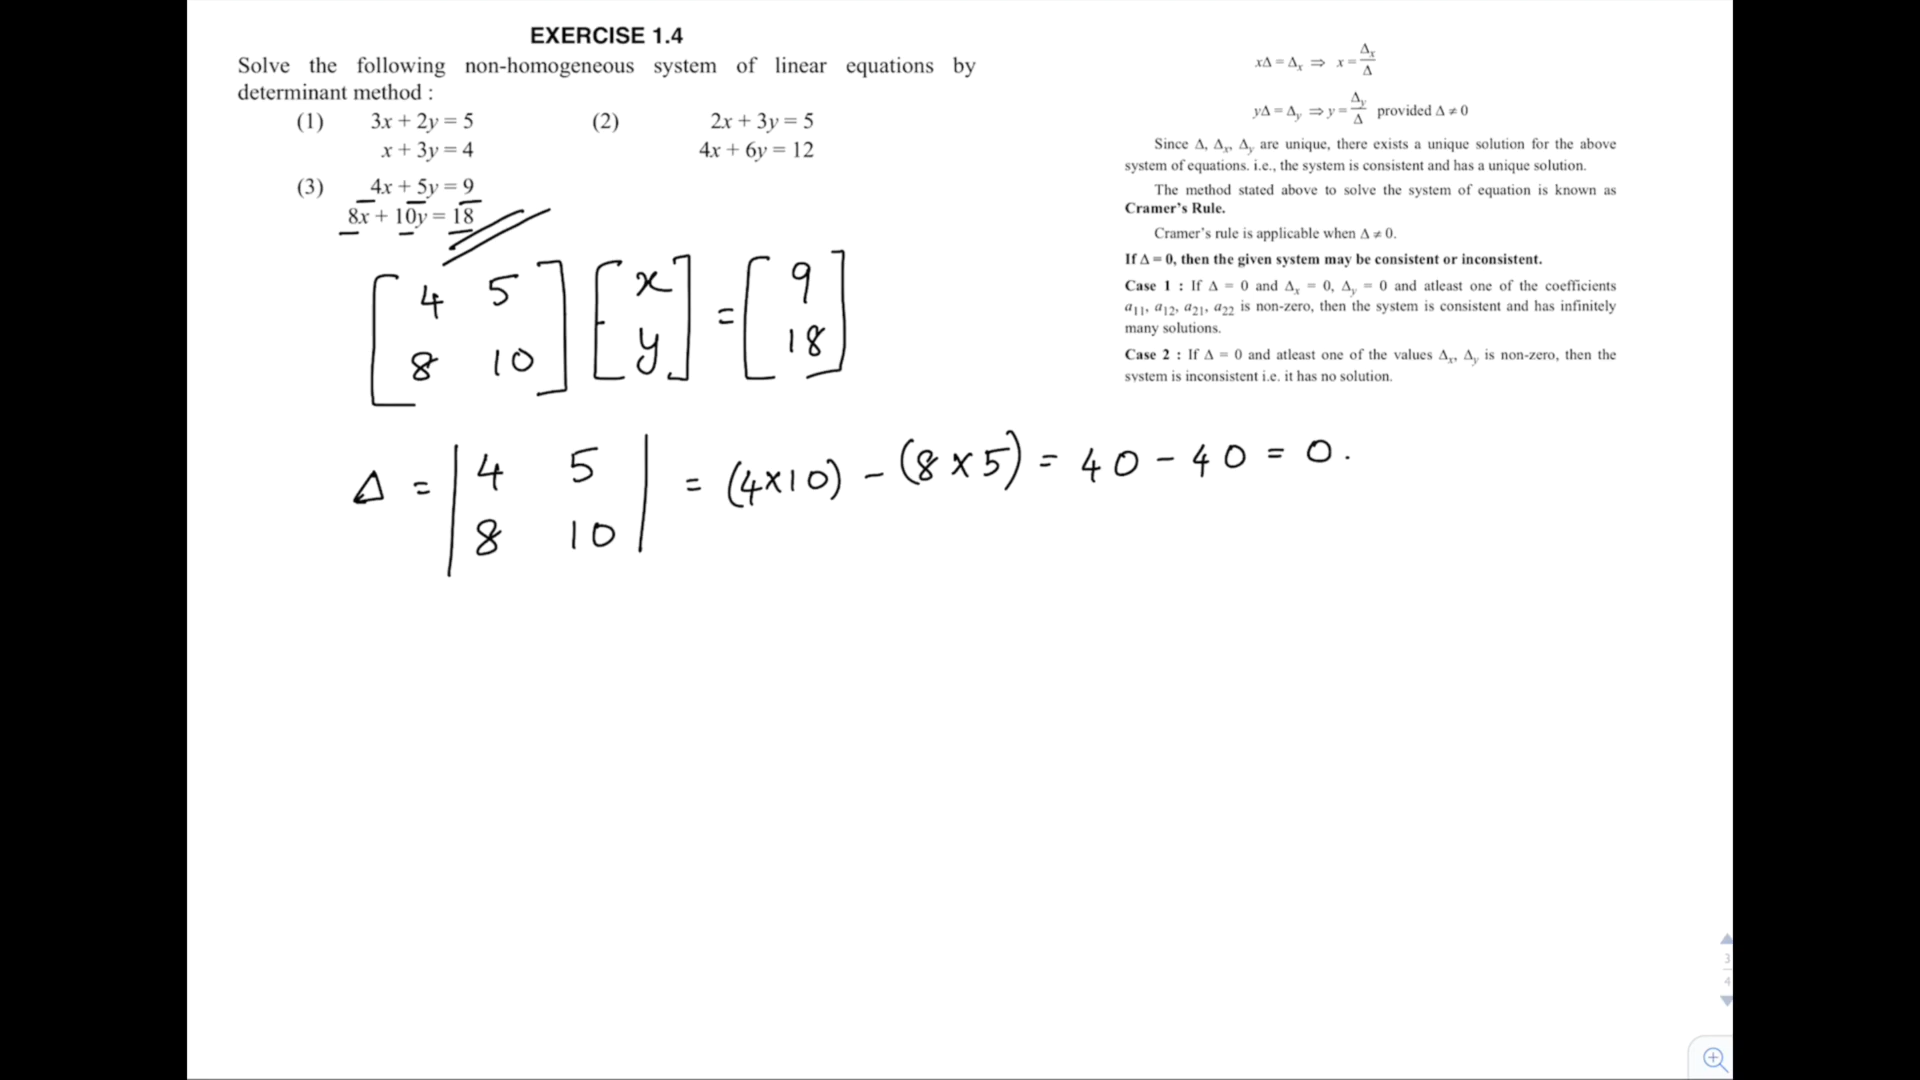 EXERCISE 1.4
Solve the following non-homogeneous system of linear equations by
determinant method :
(1) 3x + 2y = 5 (2) 2x + 3y = 5
x + 3y = 4 4x + 6y = 12
(3) 4x + 5y = 9
8x + 10y = 18
[4 5] [x] = [9]
[8 10] [y] [18]
Δ = |4 5| = (4×10) - (8×5) = 40 - 40 = 0.
|8 10|
xΔ = Δx ⇒ x = Δx/Δ
yΔ = Δy ⇒ y = Δy/Δ provided Δ ≠ 0
Since Δ, Δx, Δy are unique, there exists a unique solution for the above
system of equations. i.e., the system is consistent and has a unique solution.
The method stated above to solve the system of equation is known as
Cramer's Rule.
Cramer's rule is applicable when Δ ≠ 0.
If Δ = 0, then the given system may be consistent or inconsistent.
Case 1 : If Δ = 0 and Δx = 0, Δy = 0 and atleast one of the coefficients
a11, a12, a21, a22 is non-zero, then the system is consistent and has infinitely
many solutions.
Case 2 : If Δ = 0 and atleast one of the values Δx, Δy is non-zero, then the
system is inconsistent i.e. it has no solution.
3
4